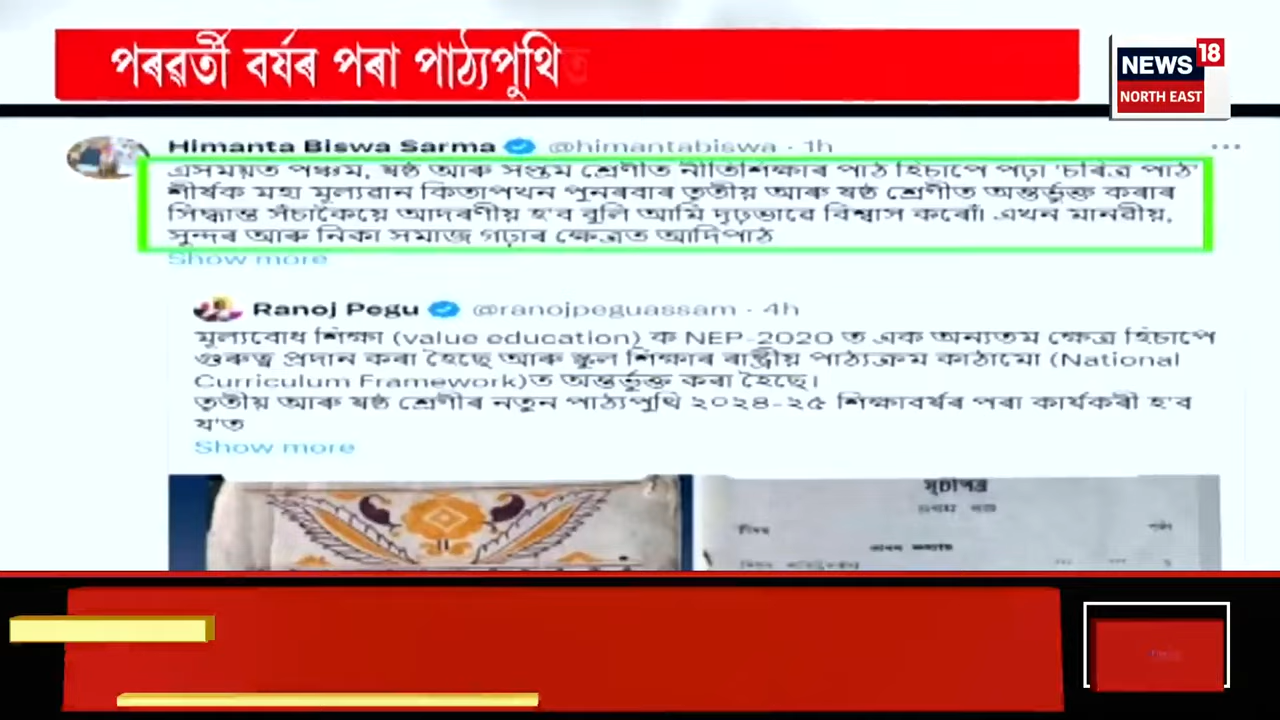 পৰৱৰ্তী বৰ্ষৰ পৰা পাঠ্যপুথিত
NEWS 18
NORTH EAST
Himanta Biswa Sarma @himantabiswa · 1h
এসময়ত পঞ্চম, ষষ্ঠ আৰু সপ্তম শ্ৰেণীত নীতিশিক্ষাৰ পাঠ হিচাপে পঢ়া 'চৰিত্ৰ পাঠ'
শীৰ্ষক মহা মূল্যৱান কিতাপখন পুনৰবাৰ তৃতীয় আৰু ষষ্ঠ শ্ৰেণীত অন্তৰ্ভুক্ত কৰাৰ
সিদ্ধান্ত সঁচাকৈয়ে আদৰণীয় হ'ব বুলি আমি দৃঢ়ভাৱে বিশ্বাস কৰোঁ। এখন মানৱীয়,
সুন্দৰ আৰু নিকা সমাজ গঢ়াৰ ক্ষেত্ৰত আদিপাঠ
Show more
Ranoj Pegu @ranojpeguassam · 4h
মূল্যবোধ শিক্ষা (value education) ক NEP-2020 ত এক অন্যতম ক্ষেত্ৰ হিচাপে
গুৰুত্ব প্ৰদান কৰা হৈছে আৰু স্কুল শিক্ষাৰ ৰাষ্ট্ৰীয় পাঠ্যক্ৰম কাঠামো (National
Curriculum Framework)ত অন্তৰ্ভুক্ত কৰা হৈছে।
তৃতীয় আৰু ষষ্ঠ শ্ৰেণীৰ নতুন পাঠ্যপুথি ২০২৪-২৫ শিক্ষাবৰ্ষৰ পৰা কাৰ্যকৰী হ'ব
য'ত
Show more
সূচীপত্ৰ